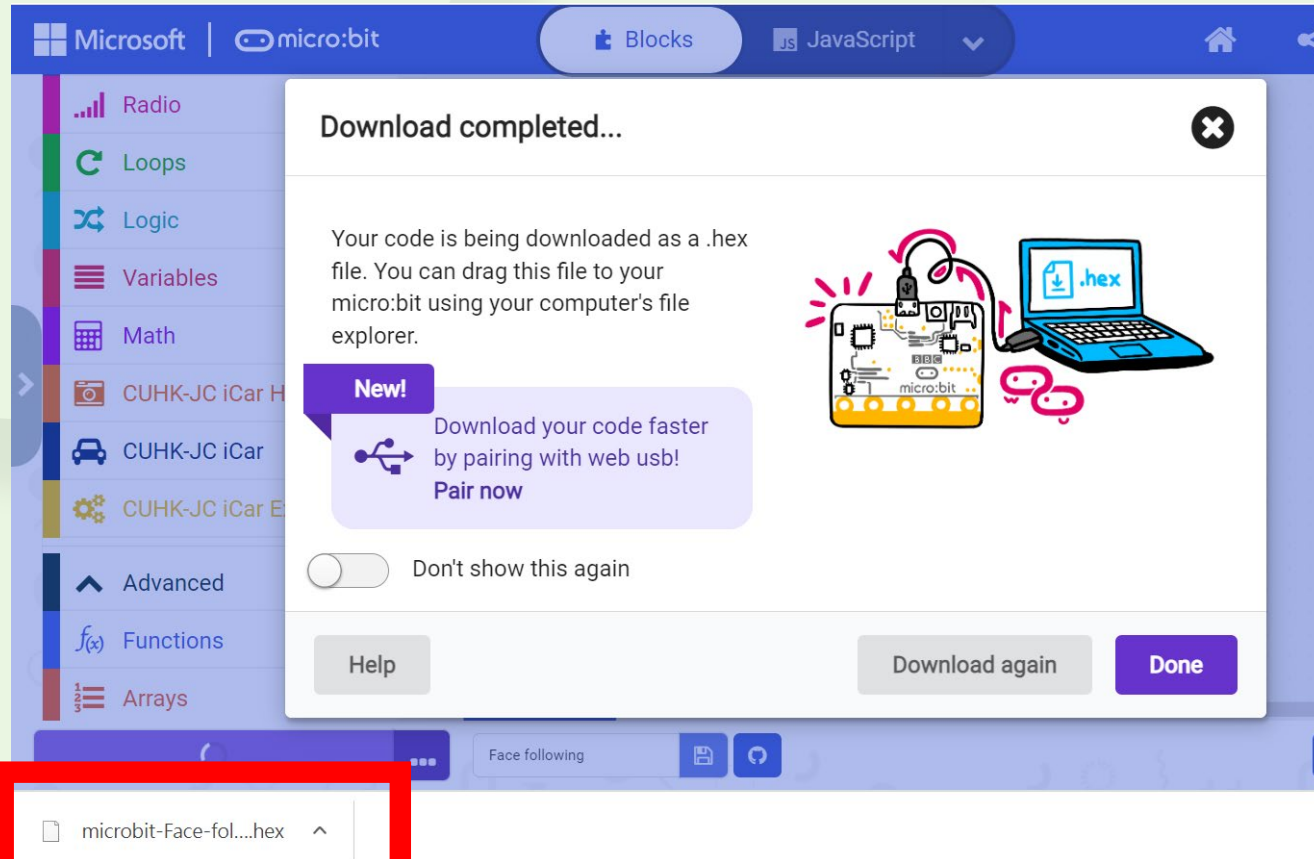 Microsoft | micro:bit
Blocks
JS JavaScript
Radio
Loops
Logic
Variables
Math
CUHK-JC iCar H
CUHK-JC iCar
CUHK-JC iCar E
Advanced
f(x) Functions
Arrays
Download completed...
Your code is being downloaded as a .hex
file. You can drag this file to your
micro:bit using your computer's file
explorer.
New!
Download your code faster
by pairing with web usb!
Pair now
.hex
BBC
micro:bit
Don't show this again
Help
Download again
Done
Face following
microbit-Face-fol....hex